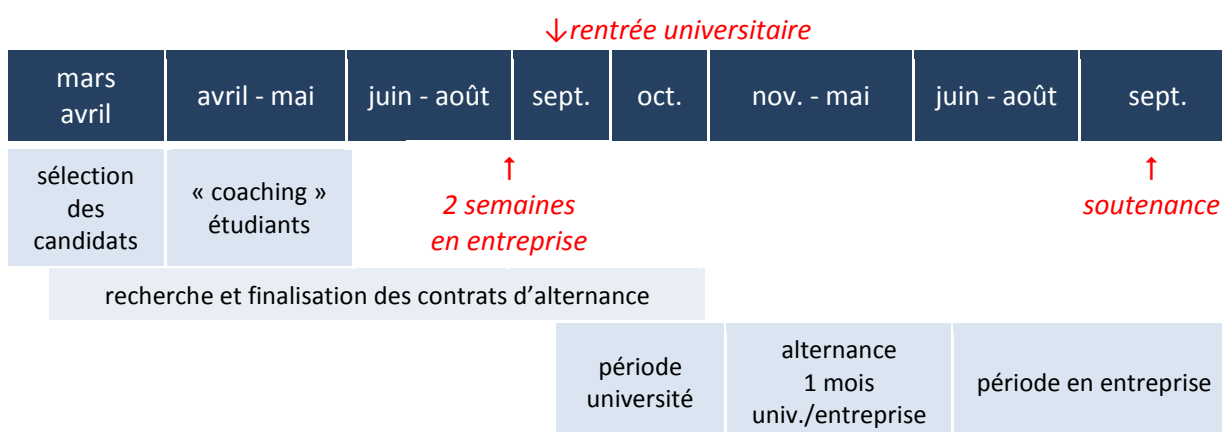 ↓rentrée universitaire
mars
avril
avril - mai
juin - août
sept.
oct.
nov. - mai
juin - août
sept.
sélection
des
candidats
« coaching »
étudiants
↑
2 semaines
en entreprise
↑
soutenance
recherche et finalisation des contrats d’alternance
période
université
alternance
1 mois
univ./entreprise
période en entreprise